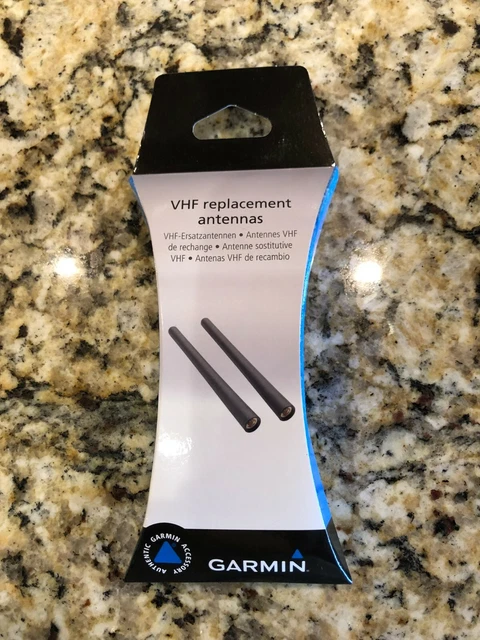 VHF replacement
antennas
VHF-Ersatzantennen • Antennes VHF
de rechange • Antenne sostitutive
VHF • Antenas VHF de recambio
AUTHENTIC GARMIN ACCESSORY
GARMIN